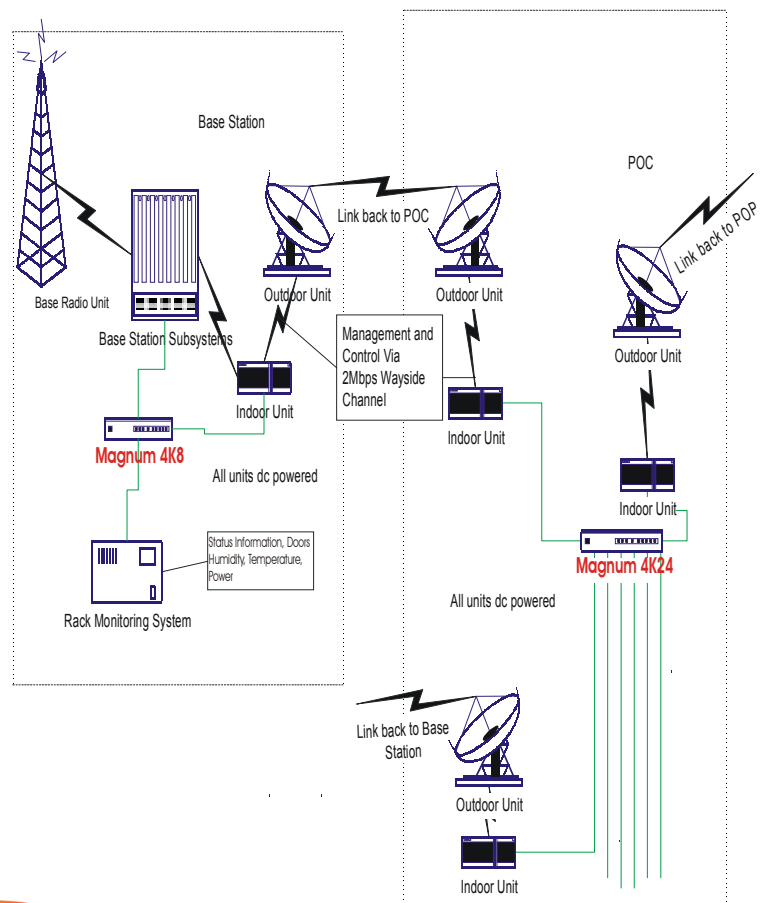 Base Station
POC
Link back to POC
Link back to POP
Base Radio Unit
Outdoor Unit
Outdoor Unit
Base Station Subsystems
Management and
Control Via
2Mbps Wayside
Channel
Outdoor Unit
Indoor Unit
Indoor Unit
Magnum 4K8
All units dc powered
Indoor Unit
Status Information, Doors
Humidity, Temperature,
Power
Magnum 4K24
Rack Monitoring System
All units dc powered
Link back to Base
Station
Outdoor Unit
Indoor Unit